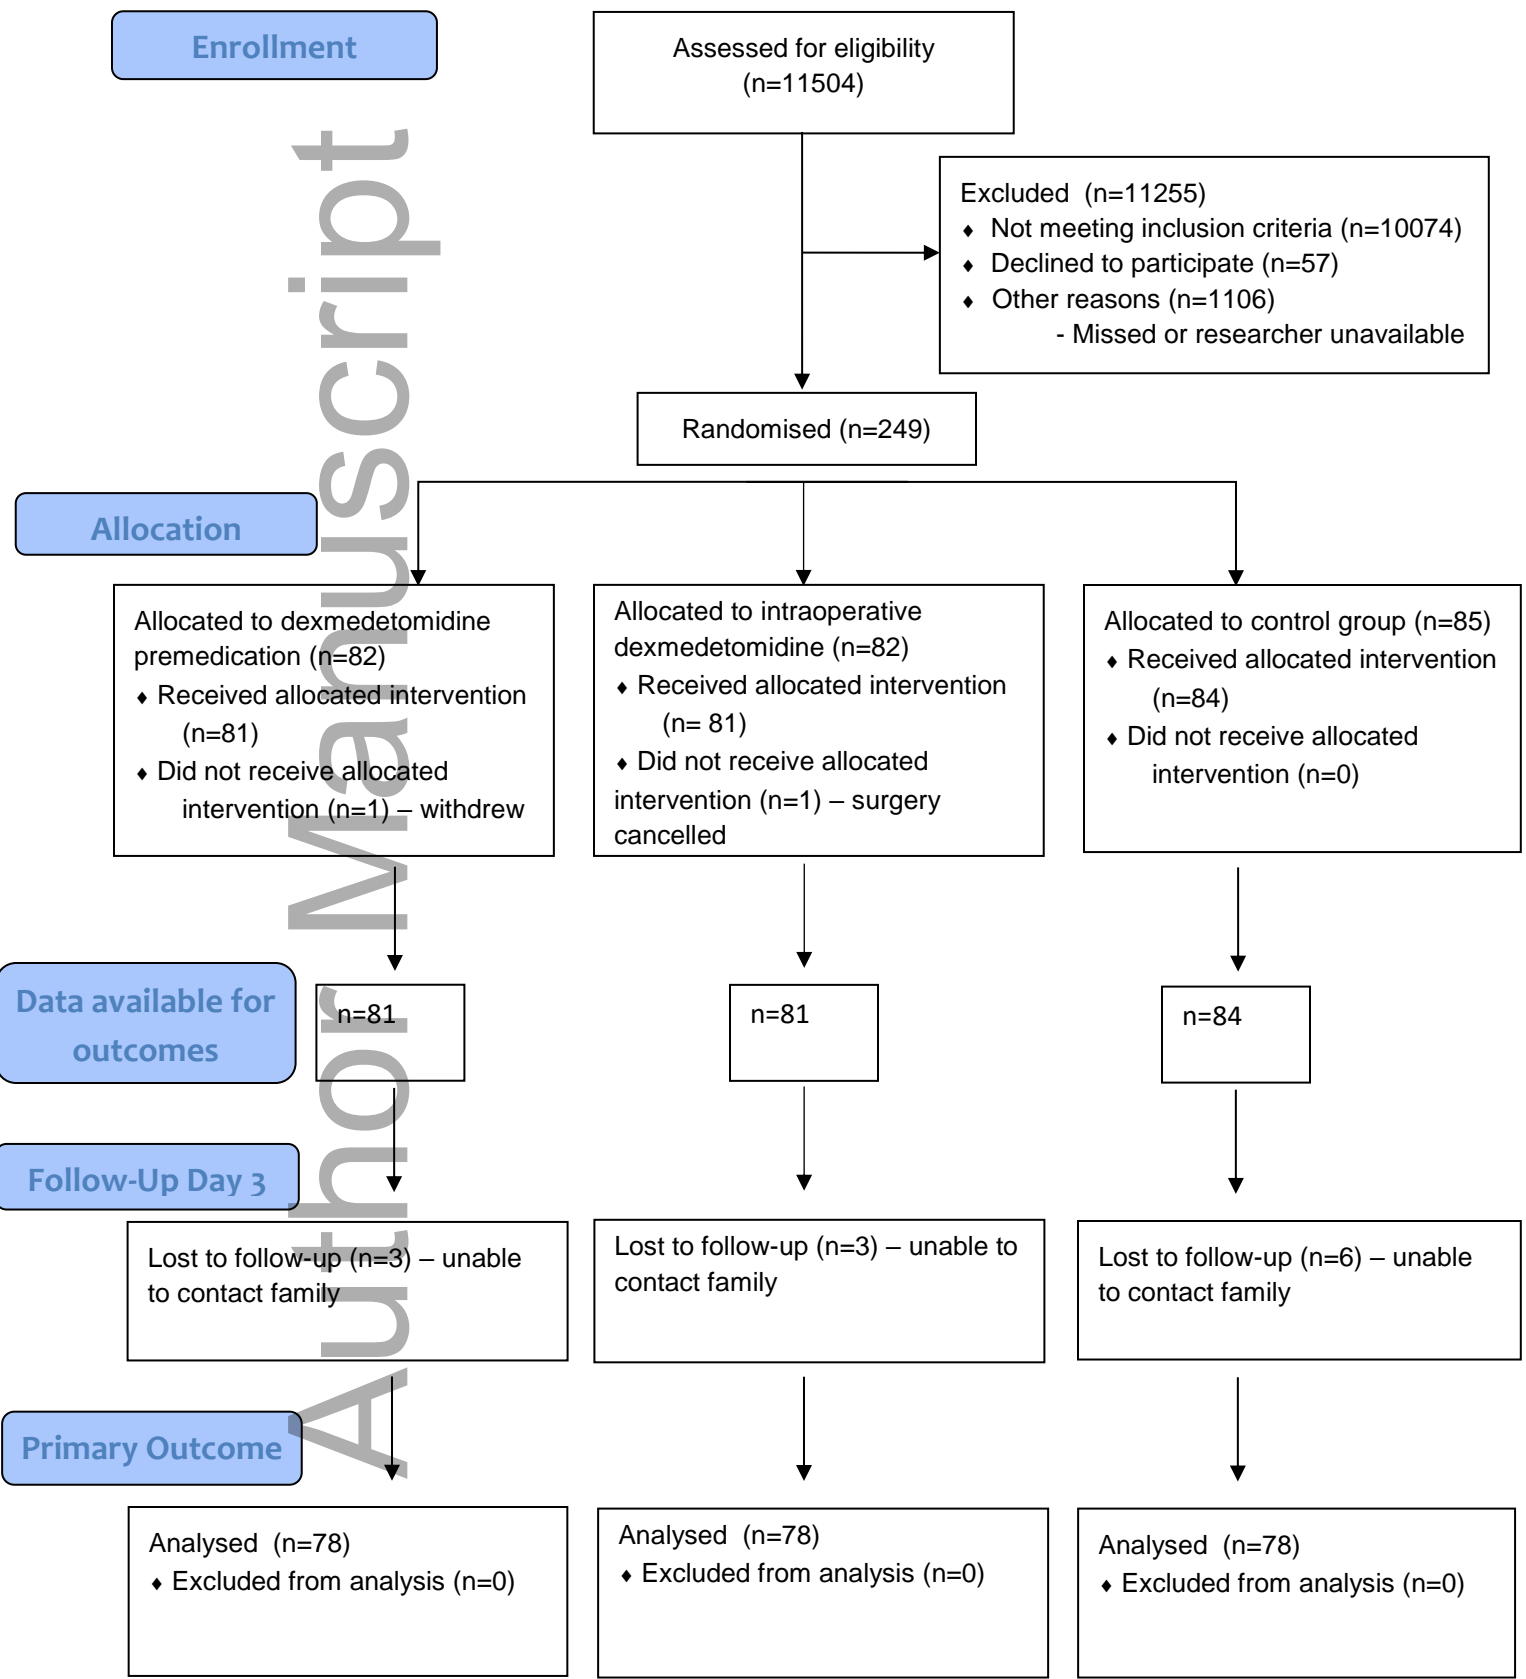 Enrollment
Assessed for eligibility
(n=11504)
Excluded (n=11255)
♦ Not meeting inclusion criteria (n=10074)
♦ Declined to participate (n=57)
♦ Other reasons (n=1106)
- Missed or researcher unavailable
Randomised (n=249)
Allocation
Allocated to dexmedetomidine
premedication (n=82)
♦ Received allocated intervention
(n=81)
♦ Did not receive allocated
intervention (n=1) – withdrew
Allocated to intraoperative
dexmedetomidine (n=82)
♦ Received allocated intervention
(n= 81)
♦ Did not receive allocated
intervention (n=1) – surgery
cancelled
Allocated to control group (n=85)
♦ Received allocated intervention
(n=84)
♦ Did not receive allocated
intervention (n=0)
Data available for
outcomes
n=81
n=81
n=84
Follow-Up Day 3
Lost to follow-up (n=3) – unable
to contact family
Lost to follow-up (n=3) – unable to
contact family
Lost to follow-up (n=6) – unable
to contact family
Primary Outcome
Analysed (n=78)
♦ Excluded from analysis (n=0)
Analysed (n=78)
♦ Excluded from analysis (n=0)
Analysed (n=78)
♦ Excluded from analysis (n=0)
Author Manuscript